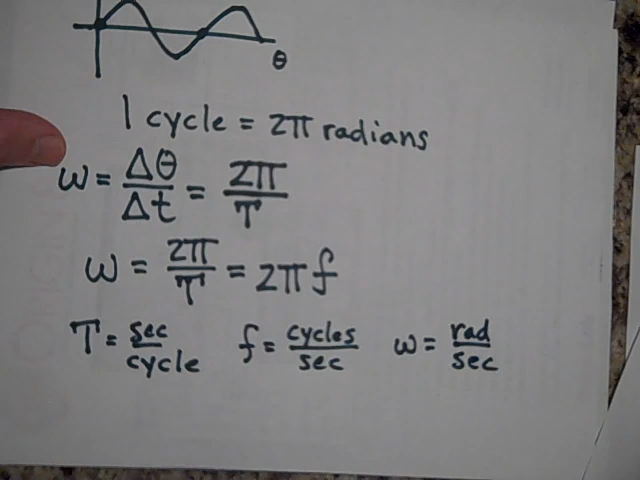 θ
1 cycle = 2π radians
ω = Δθ/Δt = 2π/T
ω = 2π/T = 2πf
T = sec/cycle f = cycles/sec ω = rad/sec